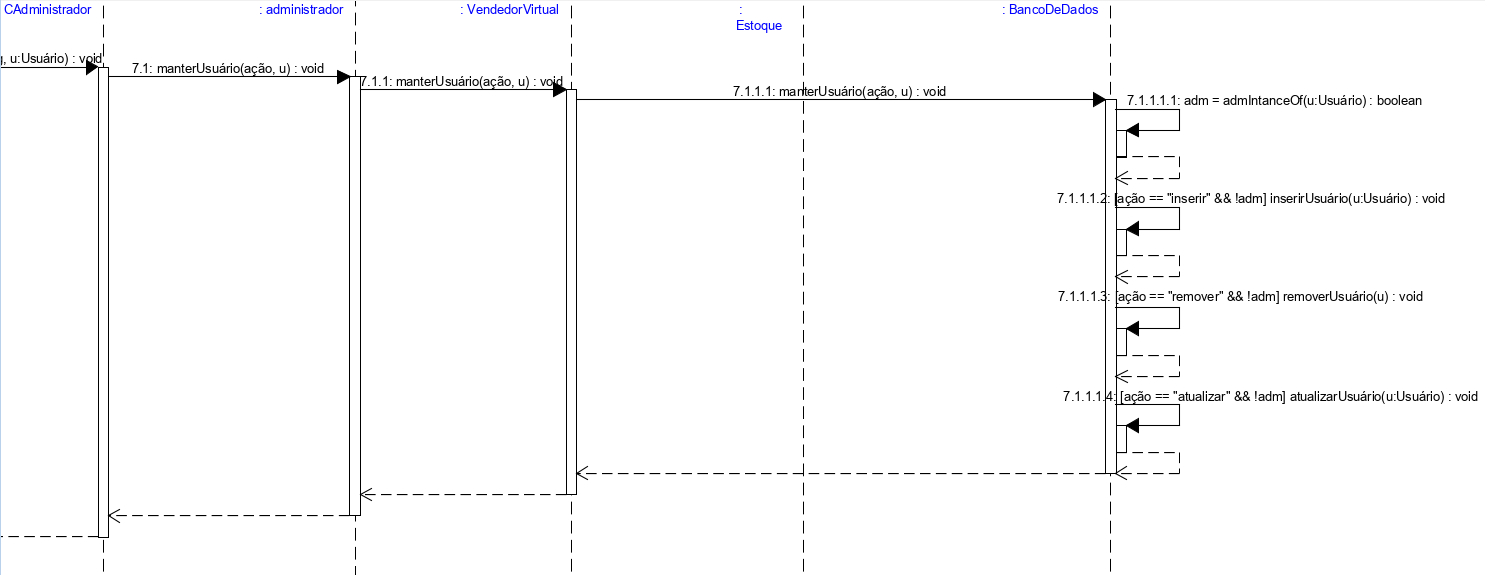 CAdministrador
: administrador
: VendedorVirtual
:
Estoque
: BancoDeDados
, u:Usuário) : void
7.1: manterUsuário(ação, u) : void
7.1.1: manterUsuário(ação, u) : void
7.1.1.1: manterUsuário(ação, u) : void
7.1.1.1.1: adm = admIntanceOf(u:Usuário) : boolean
7.1.1.1.2: [ação == "inserir" && !adm] inserirUsuário(u:Usuário) : void
7.1.1.1.3: [ação == "remover" && !adm] removerUsuário(u) : void
7.1.1.1.4: [ação == "atualizar" && !adm] atualizarUsuário(u:Usuário) : void